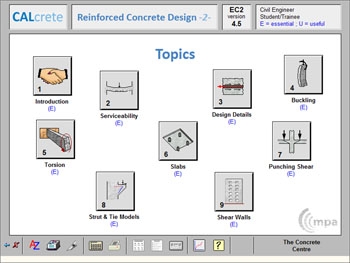 CALcrete
Reinforced Concrete Design -2-
EC2
version
4.5
Civil Engineer
Student/Trainee
E = essential ; U = useful
Topics
1
Introduction
(E)
2
Serviceability
(E)
3
Design Details
(E)
4
Buckling
(E)
5
Torsion
(E)
6
Slabs
(E)
7
Punching Shear
(E)
8
Strut & Tie Models
(E)
9
Shear Walls
(E)
mpa
AZ
?
The Concrete
Centre